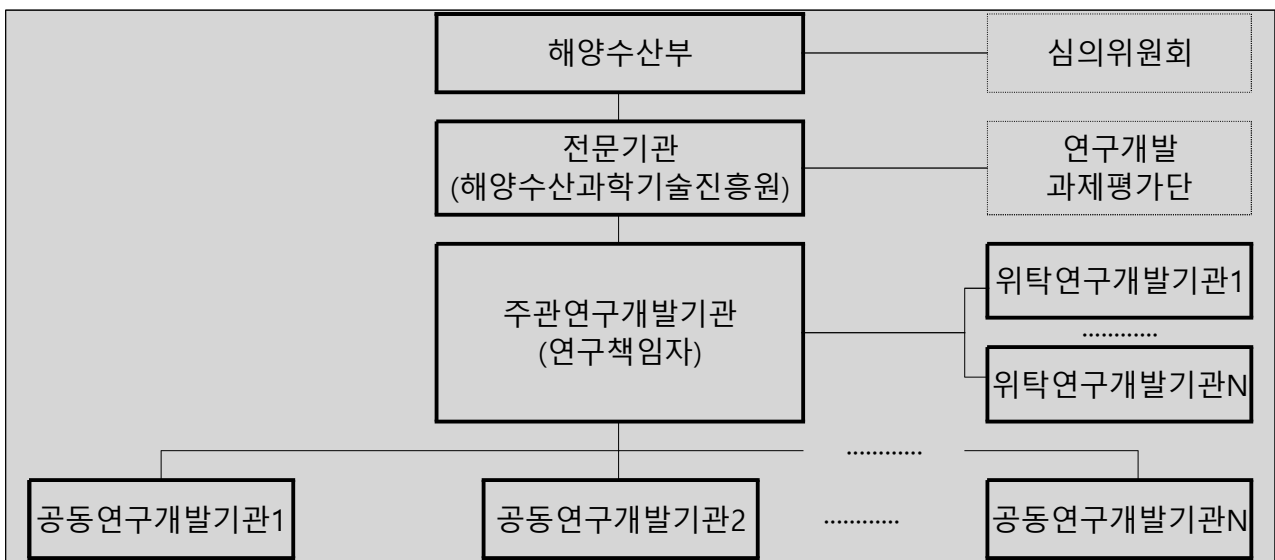 해양수산부
심의위원회
전문기관
(해양수산과학기술진흥원)
연구개발
과제평가단
주관연구개발기관
(연구책임자)
위탁연구개발기관1
............
위탁연구개발기관N
............
공동연구개발기관1
공동연구개발기관2
............
공동연구개발기관N